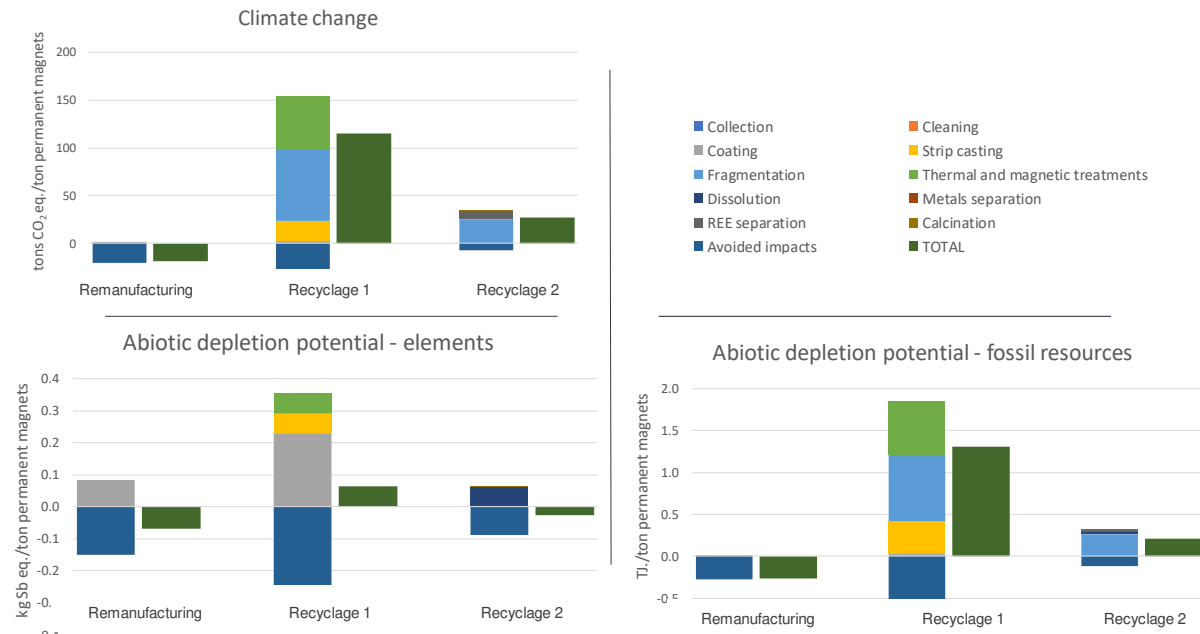 Climate change
200
150
100
50
0
tons CO₂ eq./ton permanent magnets
Remanufacturing Recyclage 1 Recyclage 2
Collection Cleaning
Coating Strip casting
Fragmentation Thermal and magnetic treatments
Dissolution Metals separation
REE separation Calcination
Avoided impacts TOTAL
Abiotic depletion potential - elements
0.4
0.3
0.2
0.1
0.0
-0.1
-0.2
kg Sb eq./ton permanent magnets
Remanufacturing Recyclage 1 Recyclage 2
Abiotic depletion potential - fossil resources
2.0
1.5
1.0
0.5
0.0
-0.5
TJ./ton permanent magnets
Remanufacturing Recyclage 1 Recyclage 2